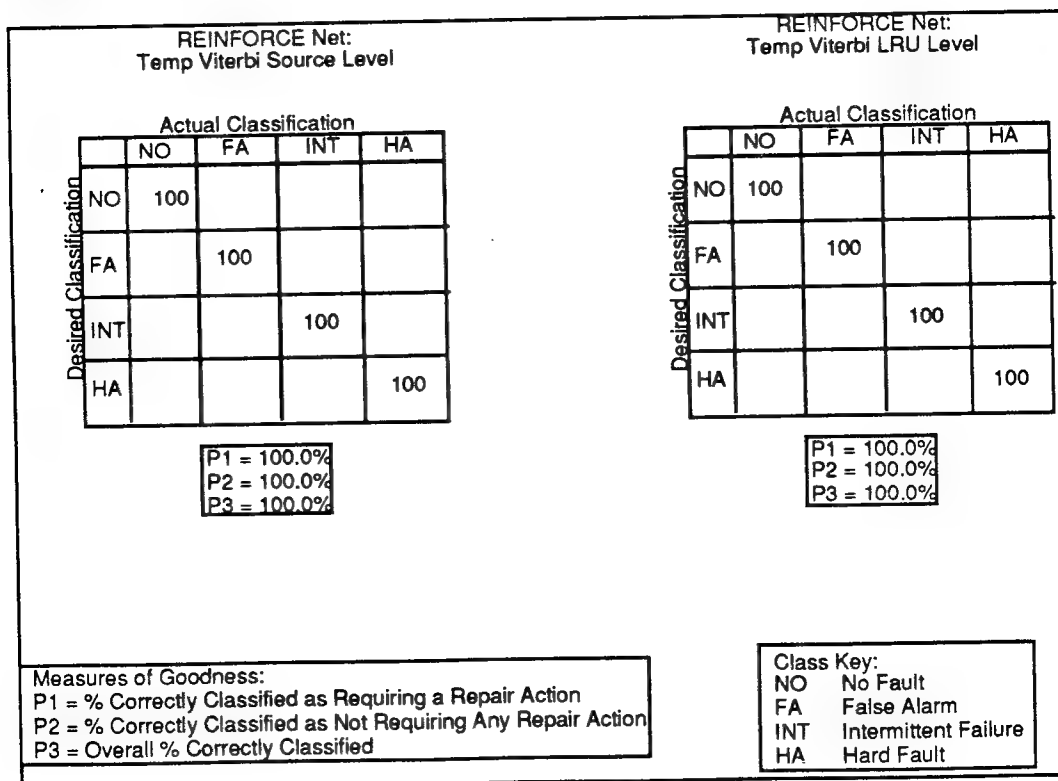 REINFORCE Net:
Temp Viterbi Source Level
Actual Classification
NO FA INT HA
Desired Classification
NO 100
FA 100
INT 100
HA 100
P1 = 100.0%
P2 = 100.0%
P3 = 100.0%
REINFORCE Net:
Temp Viterbi LRU Level
Actual Classification
NO FA INT HA
Desired Classification
NO 100
FA 100
INT 100
HA 100
P1 = 100.0%
P2 = 100.0%
P3 = 100.0%
Measures of Goodness:
P1 = % Correctly Classified as Requiring a Repair Action
P2 = % Correctly Classified as Not Requiring Any Repair Action
P3 = Overall % Correctly Classified
Class Key:
NO No Fault
FA False Alarm
INT Intermittent Failure
HA Hard Fault